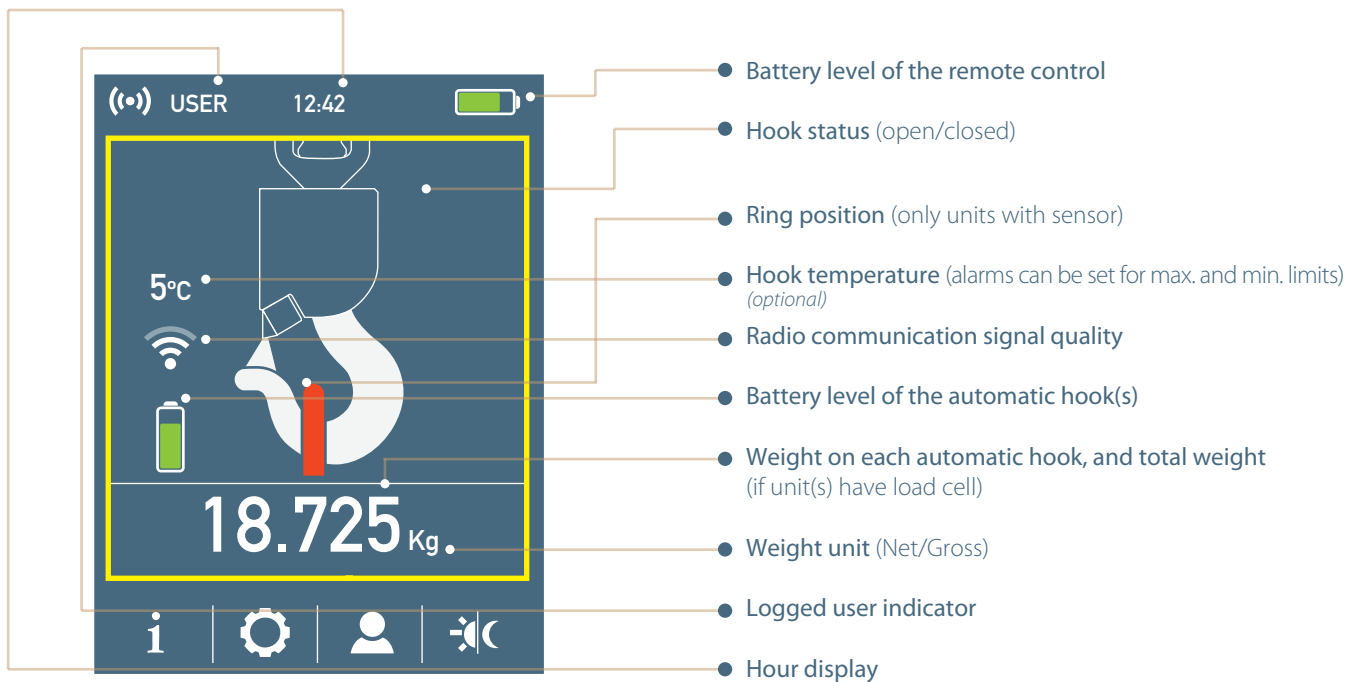 USER 12:42
5°C
18.725 Kg
i
Battery level of the remote control
Hook status (open/closed)
Ring position (only units with sensor)
Hook temperature (alarms can be set for max. and min. limits)
(optional)
Radio communication signal quality
Battery level of the automatic hook(s)
Weight on each automatic hook, and total weight
(if unit(s) have load cell)
Weight unit (Net/Gross)
Logged user indicator
Hour display